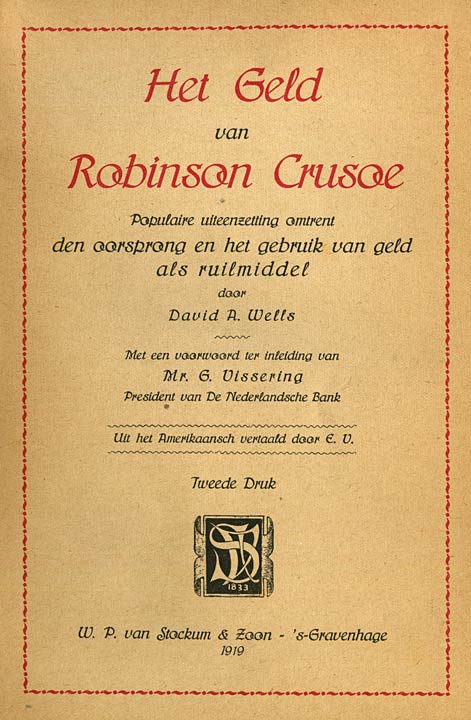 Het Geld
van
Robinson Crusoe
Populaire uiteenzetting omtrent
den oorsprong en het gebruik van geld
als ruilmiddel
door
David A. Wells
Met een voorwoord ter inleiding van
Mr. G. Vissering
President van De Nederlandsche Bank
Uit het Amerikaansch vertaald door E. V.
Tweede Druk
1833
W. P. van Stockum & Zoon - 's-Gravenhage
1919